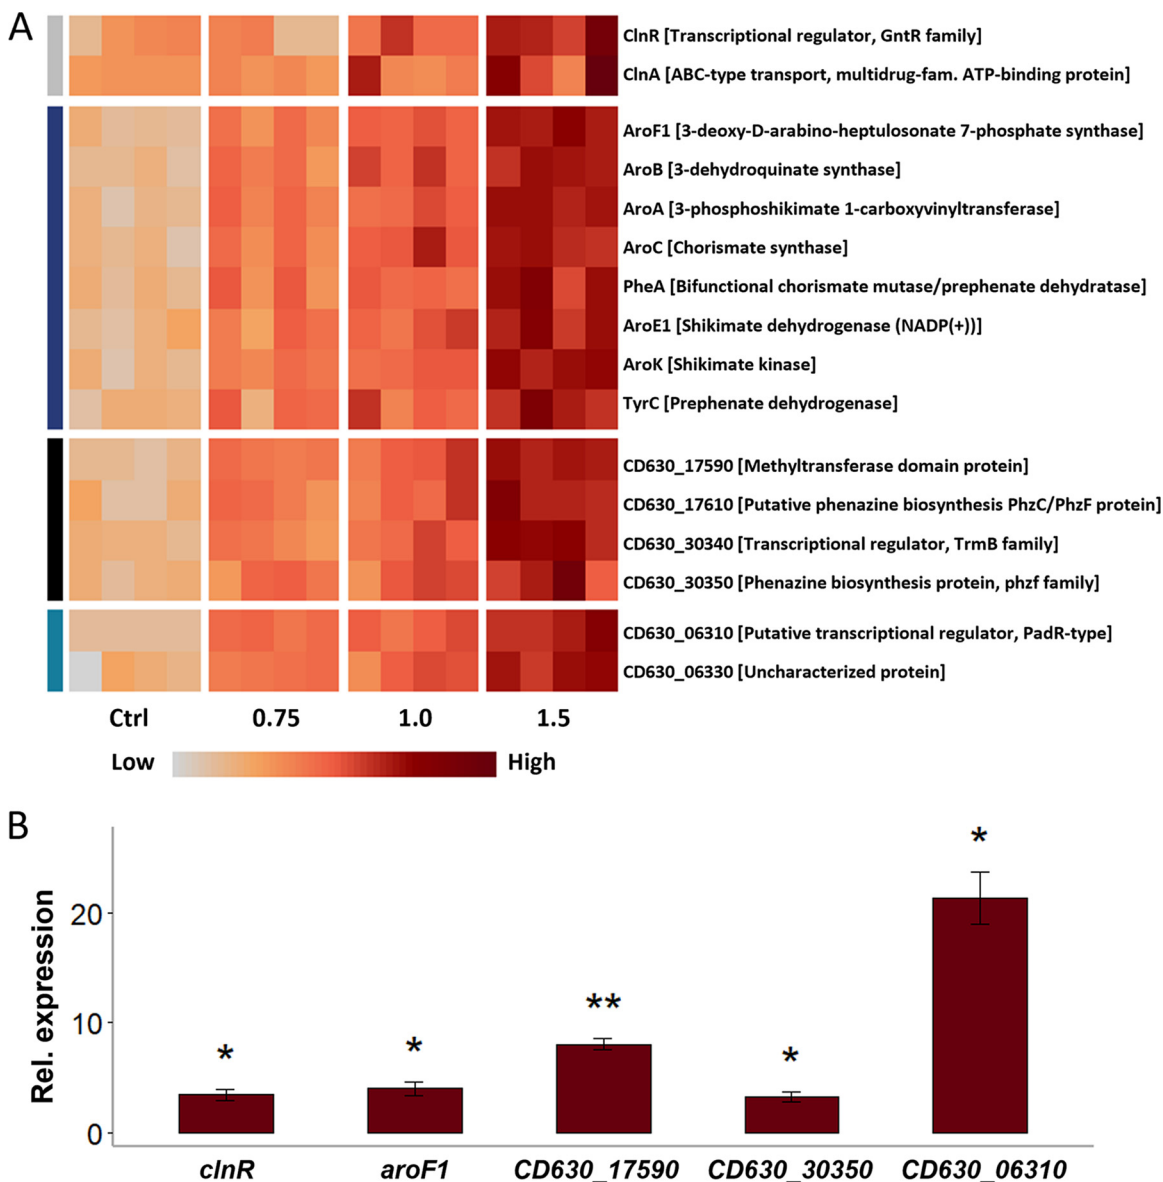 A
ClnR [Transcriptional regulator, GntR family]
ClnA [ABC-type transport, multidrug-fam. ATP-binding protein]
AroF1 [3-deoxy-D-arabino-heptulosonate 7-phosphate synthase]
AroB [3-dehydroquinate synthase]
AroA [3-phosphoshikimate 1-carboxyvinyltransferase]
AroC [Chorismate synthase]
PheA [Bifunctional chorismate mutase/prephenate dehydratase]
AroE1 [Shikimate dehydrogenase (NADP(+))]
AroK [Shikimate kinase]
TyrC [Prephenate dehydrogenase]
CD630_17590 [Methyltransferase domain protein]
CD630_17610 [Putative phenazine biosynthesis PhzC/PhzF protein]
CD630_30340 [Transcriptional regulator, TrmB family]
CD630_30350 [Phenazine biosynthesis protein, phzf family]
CD630_06310 [Putative transcriptional regulator, PadR-type]
CD630_06330 [Uncharacterized protein]
Ctrl 0.75 1.0 1.5
Low High
B
Rel. expression
20
10
0
* * ** * *
clnR aroF1 CD630_17590 CD630_30350 CD630_06310